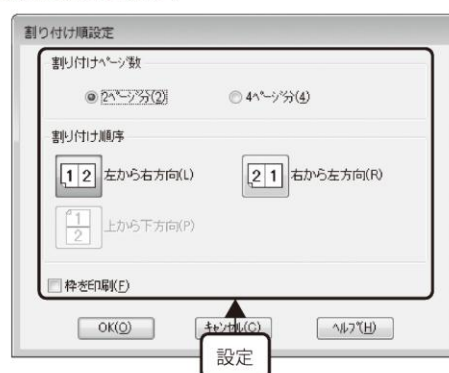 割り付け順設定
割り付けページ数
2ページ分(2) 4ページ分(4)
割り付け順序
1 2 左から右方向(L) 2 1 右から左方向(R)
1
2 上から下方向(P)
枠を印刷(F)
OK(O) キャンセル(C) ヘルプ(H)
設定